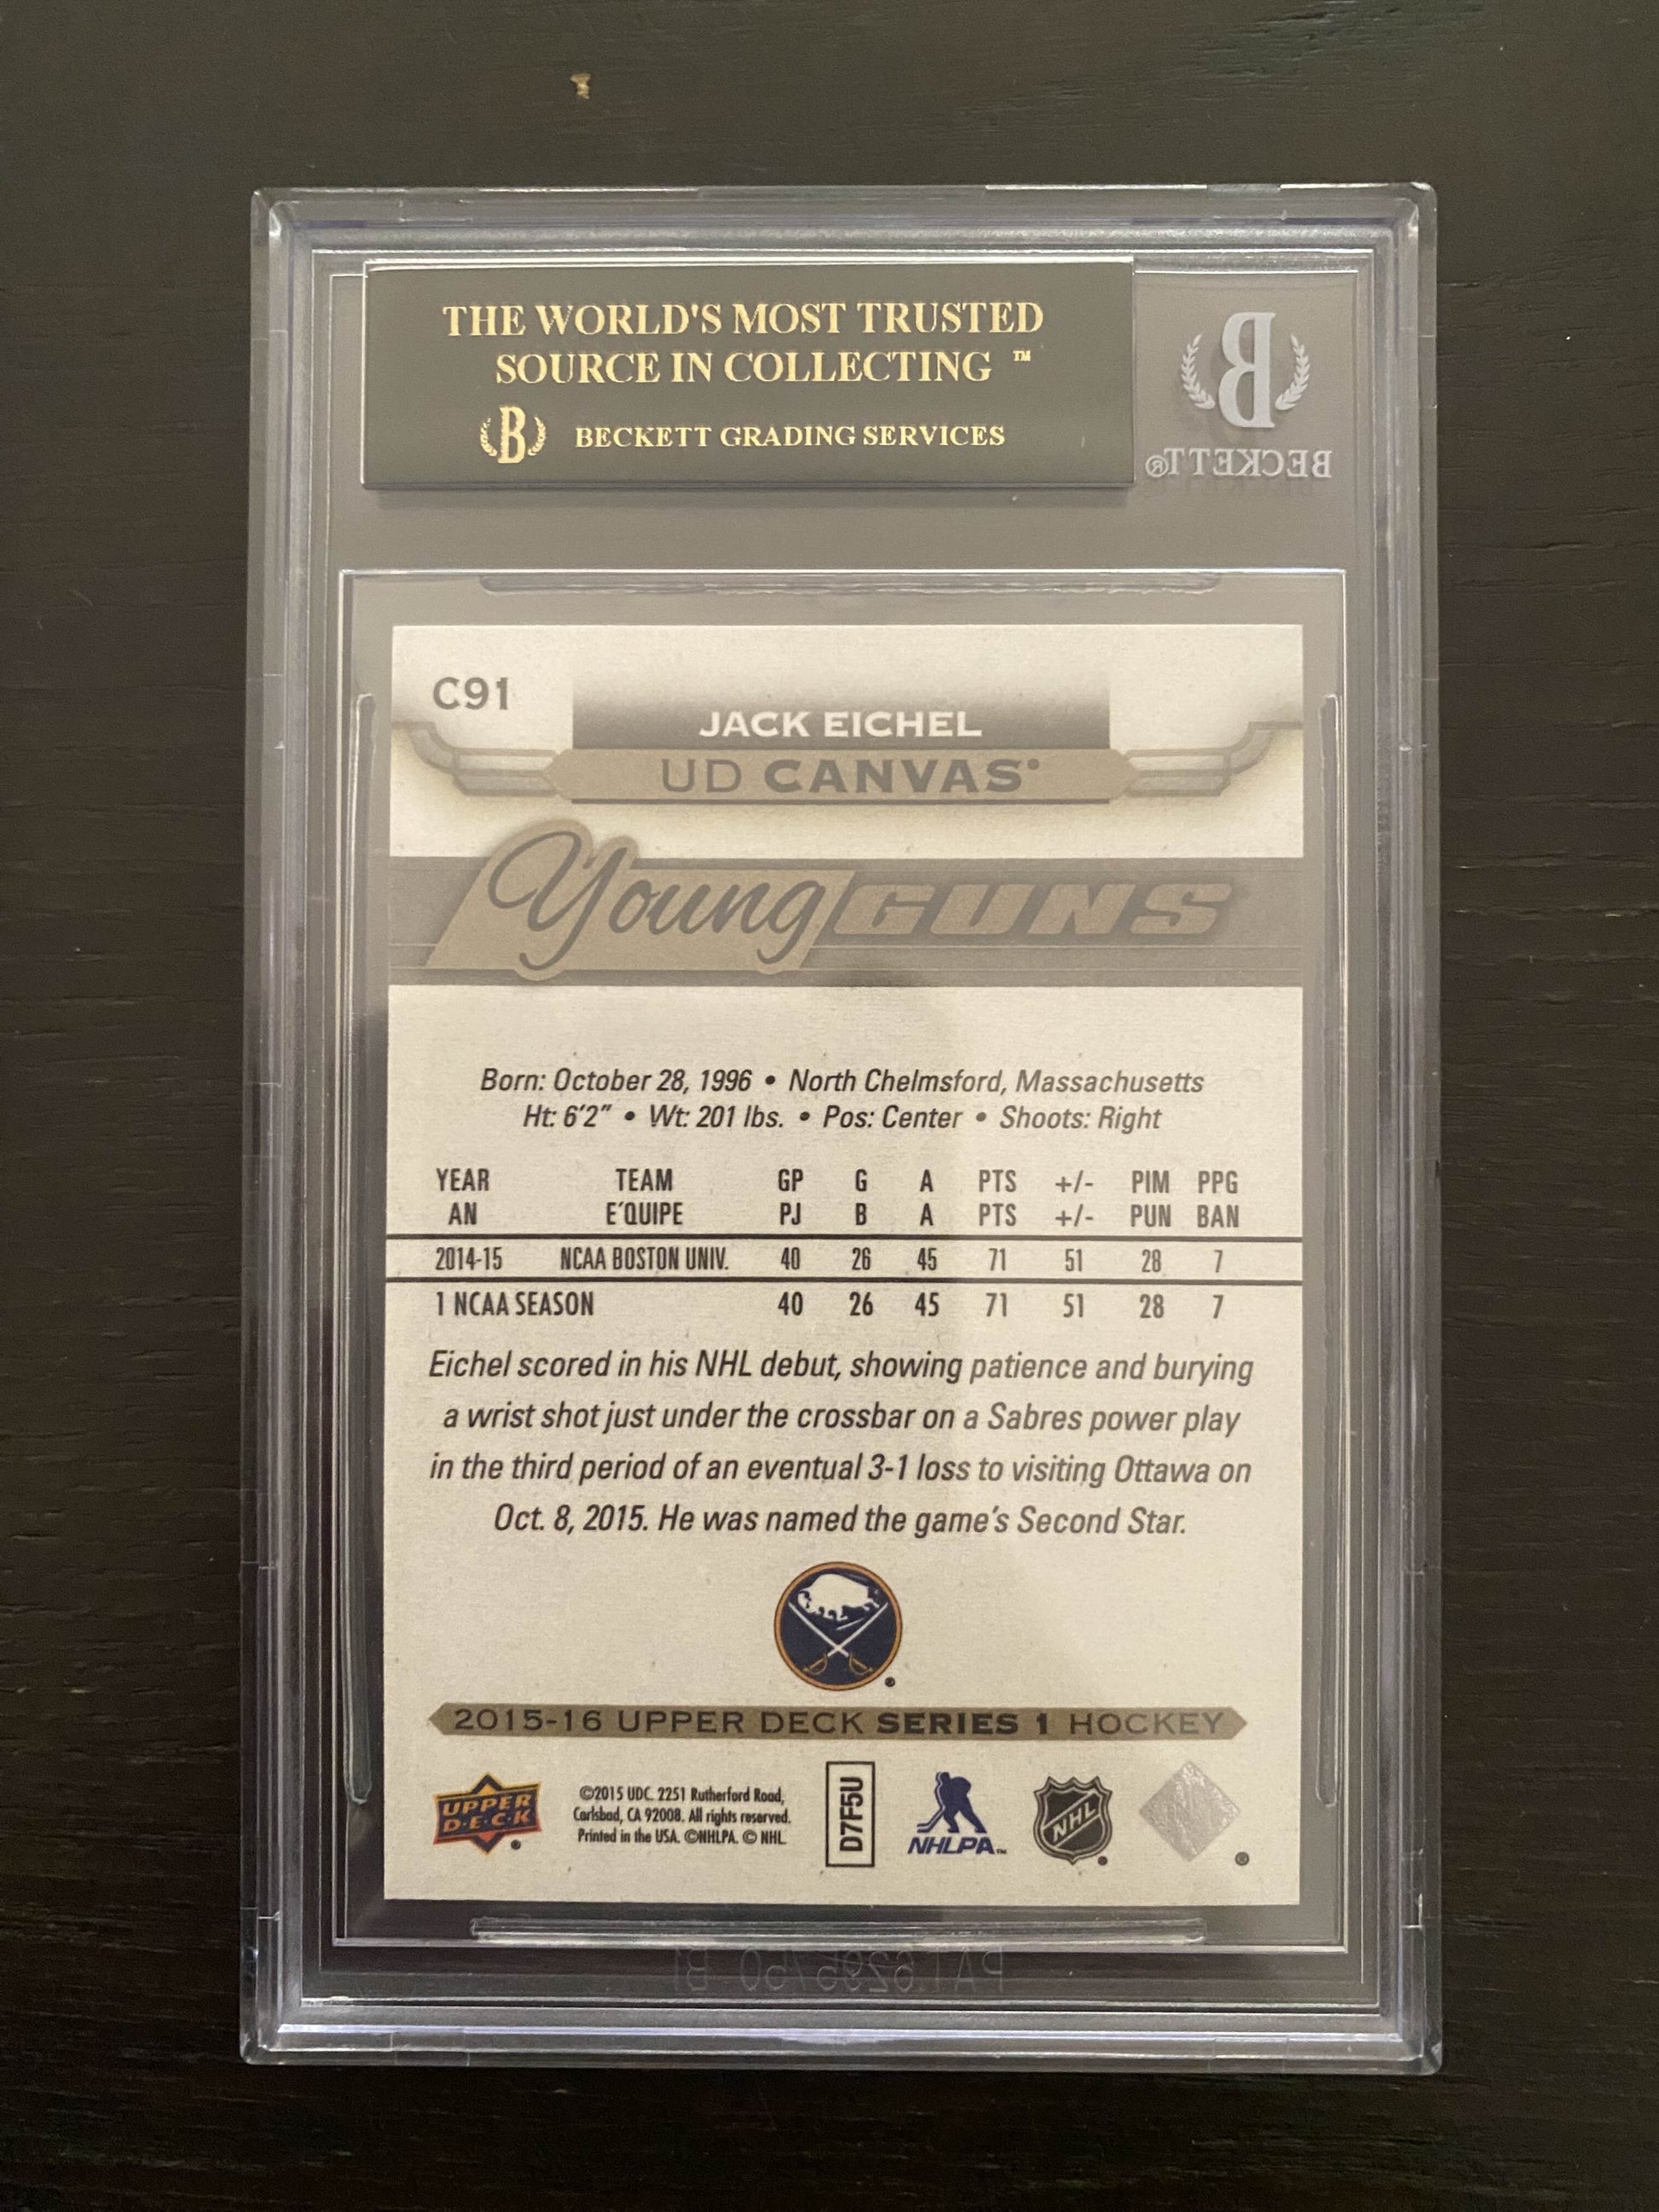 THE WORLD'S MOST TRUSTED
SOURCE IN COLLECTING ™
B BECKETT GRADING SERVICES
B
BECKETT®
C91
JACK EICHEL
UD CANVAS
Young GUNS
Born: October 28, 1996 • North Chelmsford, Massachusetts
Ht: 6'2" • Wt: 201 lbs. • Pos: Center • Shoots: Right
YEAR TEAM GP G A PTS +/- PIM PPG
AN E'QUIPE PJ B A PTS +/- PUN BAN
2014-15 NCAA BOSTON UNIV. 40 26 45 71 51 28 7
1 NCAA SEASON 40 26 45 71 51 28 7
Eichel scored in his NHL debut, showing patience and burying
a wrist shot just under the crossbar on a Sabres power play
in the third period of an eventual 3-1 loss to visiting Ottawa on
Oct. 8, 2015. He was named the game's Second Star.
2015-16 UPPER DECK SERIES 1 HOCKEY
UPPER
DECK
©2015 UDC. 2251 Rutherford Road,
Carlsbad, CA 92008. All rights reserved.
Printed in the USA. ©NHLPA. © NHL.
D7F5U
NHLPA™
NHL
®